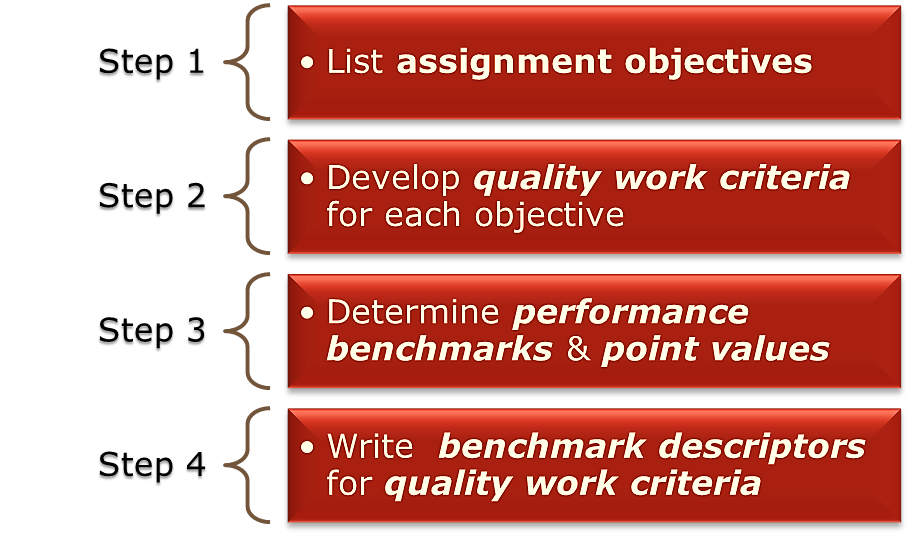 Step 1
• List assignment objectives
Step 2
• Develop quality work criteria
for each objective
Step 3
• Determine performance
benchmarks & point values
Step 4
• Write benchmark descriptors
for quality work criteria